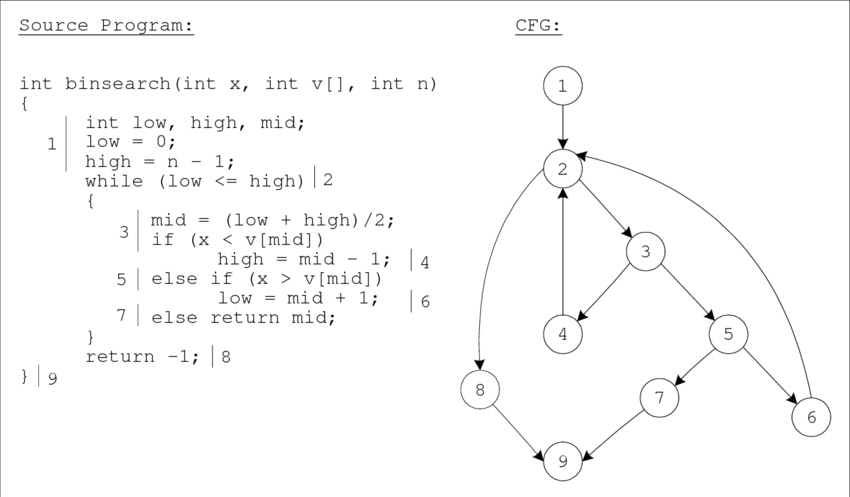 Source Program:
CFG:
int binsearch(int x, int v[], int n)
{
int low, high, mid;
1 low = 0;
high = n - 1;
while (low <= high) 2
{
3 mid = (low + high)/2;
if (x < v[mid])
high = mid - 1; 4
5 else if (x > v[mid])
low = mid + 1; 6
7 else return mid;
}
return -1; 8
} 9
1
2
3
4
5
8
7
6
9